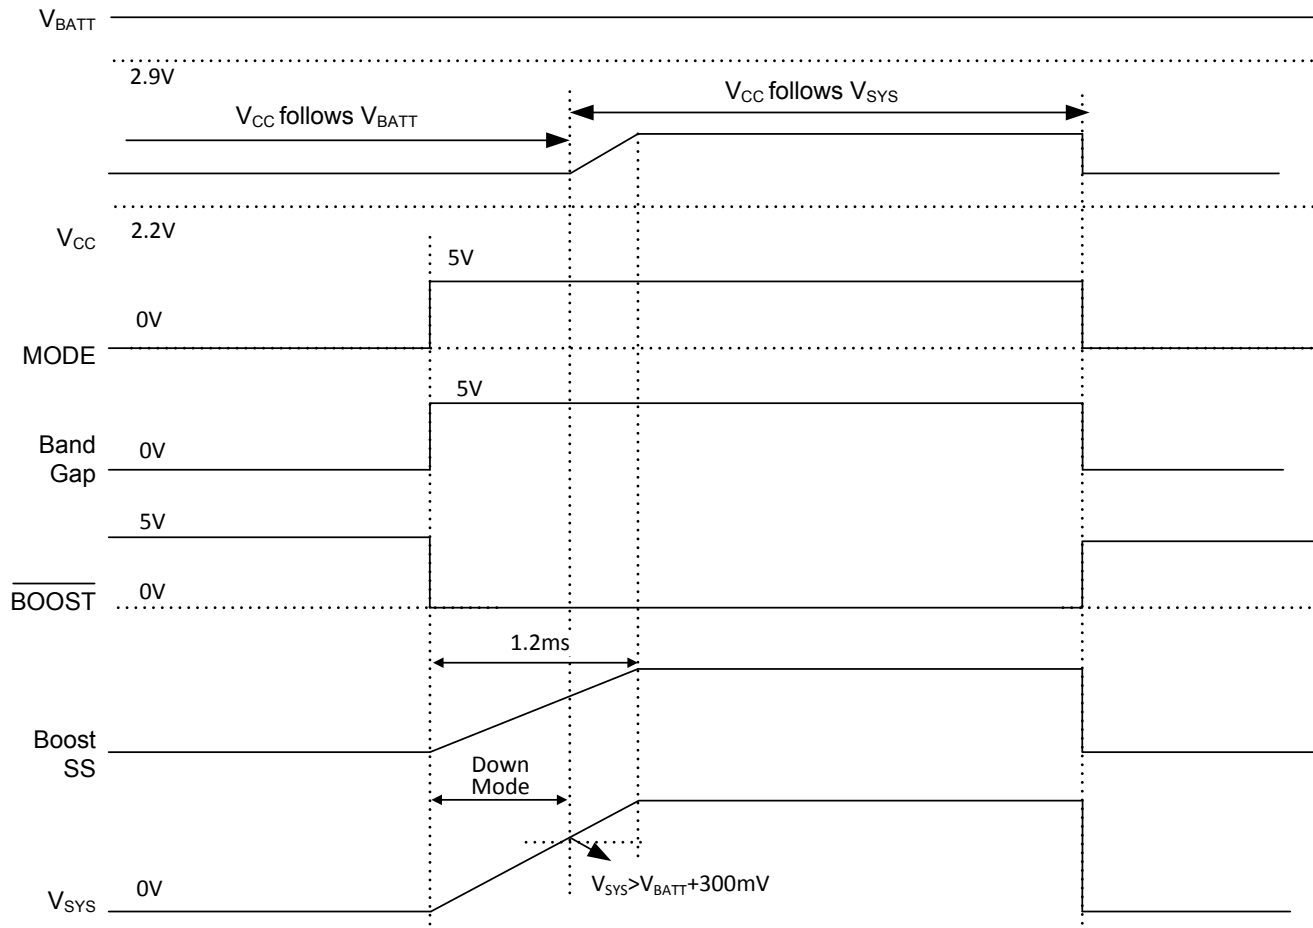 VBATT
2.9V
VCC follows VSYS
VCC follows VBATT
2.2V
VCC
5V
0V
MODE
5V
Band
Gap
0V
5V
BOOST
0V
1.2ms
Boost
SS
Down
Mode
VSYS>VBATT+300mV
0V
VSYS